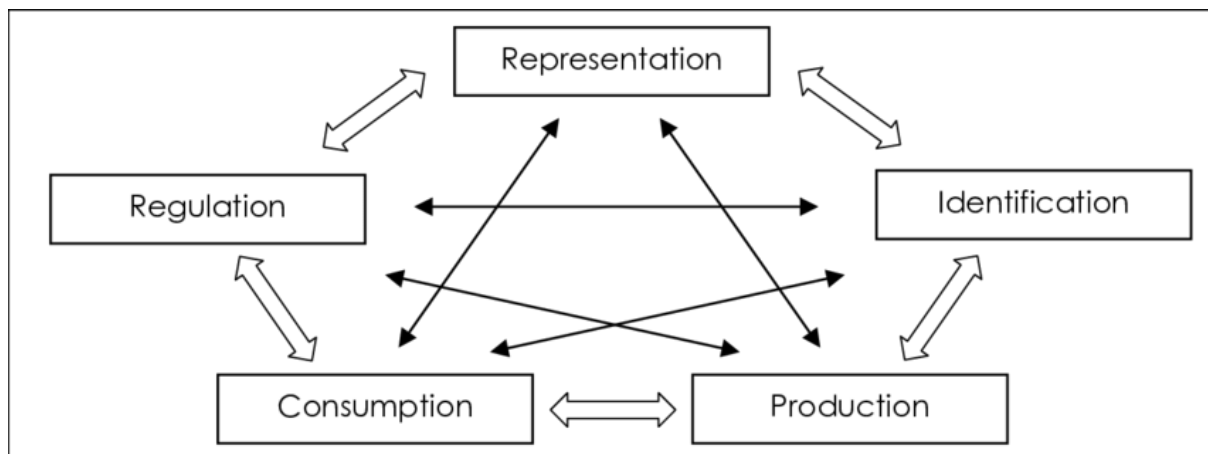 Representation
Regulation
Identification
Consumption
Production